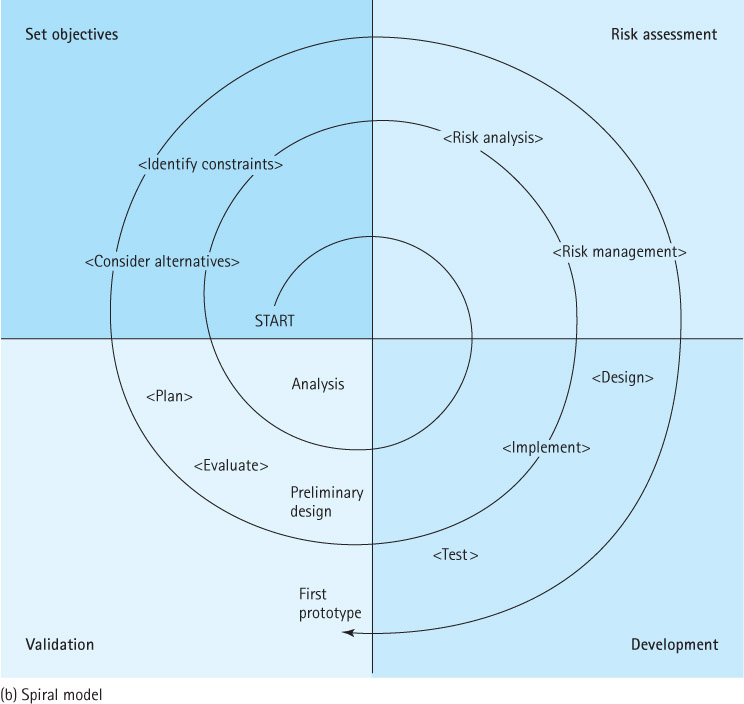 Set objectives
Risk assessment
<Risk analysis>
<Identify constraints>
<Risk management>
<Consider alternatives>
START
Analysis
<Design>
<Plan>
<Implement>
<Evaluate>
Preliminary
design
<Test>
First
prototype
Validation
Development
(b) Spiral model